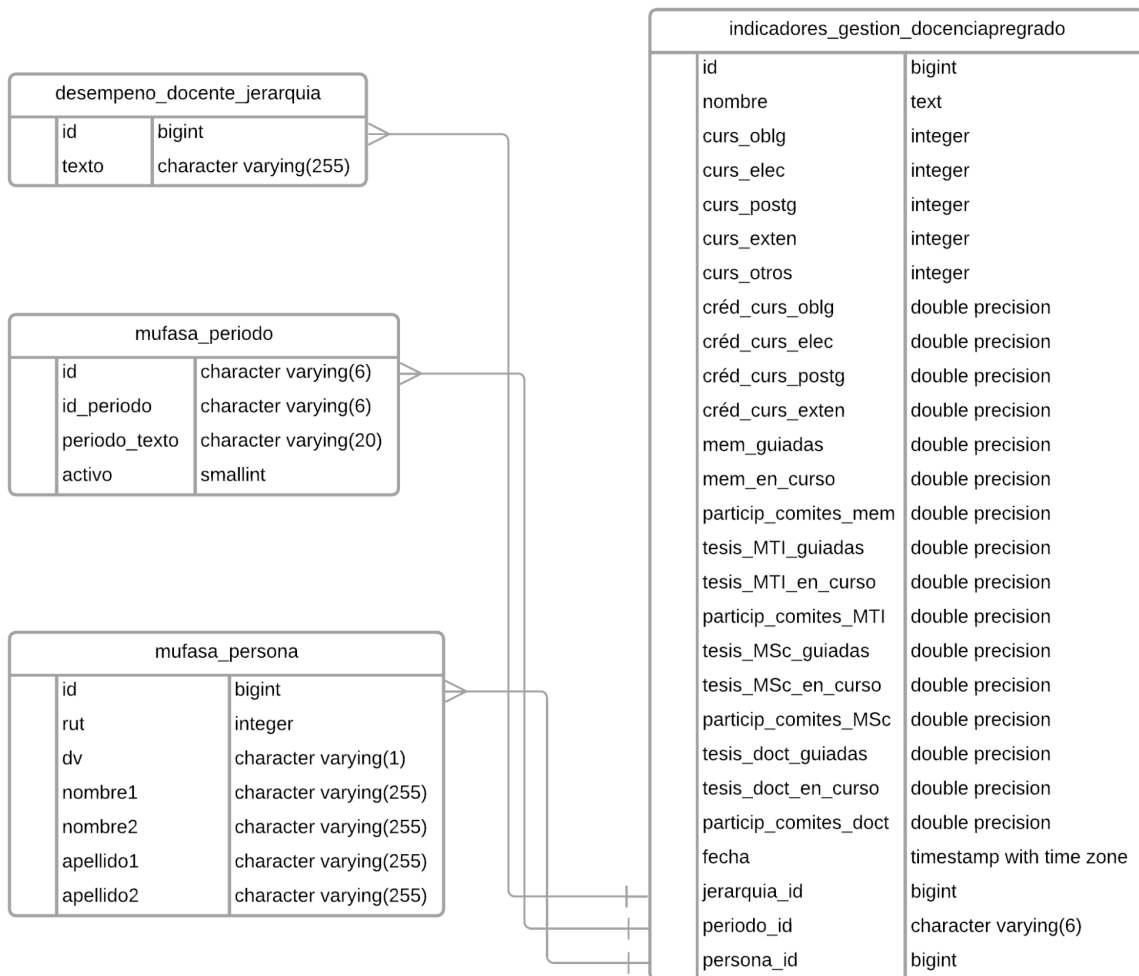 desempeno_docente_jerarquia
id bigint
texto character varying(255)
mufasa_periodo
id character varying(6)
id_periodo character varying(6)
periodo_texto character varying(20)
activo smallint
mufasa_persona
id bigint
rut integer
dv character varying(1)
nombre1 character varying(255)
nombre2 character varying(255)
apellido1 character varying(255)
apellido2 character varying(255)
indicadores_gestion_docenciapregrado
id bigint
nombre text
curs_oblg integer
curs_elec integer
curs_postg integer
curs_exten integer
curs_otros integer
créd_curs_oblg double precision
créd_curs_elec double precision
créd_curs_postg double precision
créd_curs_exten double precision
mem_guiadas double precision
mem_en_curso double precision
particip_comites_mem double precision
tesis_MTI_guiadas double precision
tesis_MTI_en_curso double precision
particip_comites_MTI double precision
tesis_MSc_guiadas double precision
tesis_MSc_en_curso double precision
particip_comites_MSc double precision
tesis_doct_guiadas double precision
tesis_doct_en_curso double precision
particip_comites_doct double precision
fecha timestamp with time zone
jerarquia_id bigint
periodo_id character varying(6)
persona_id bigint